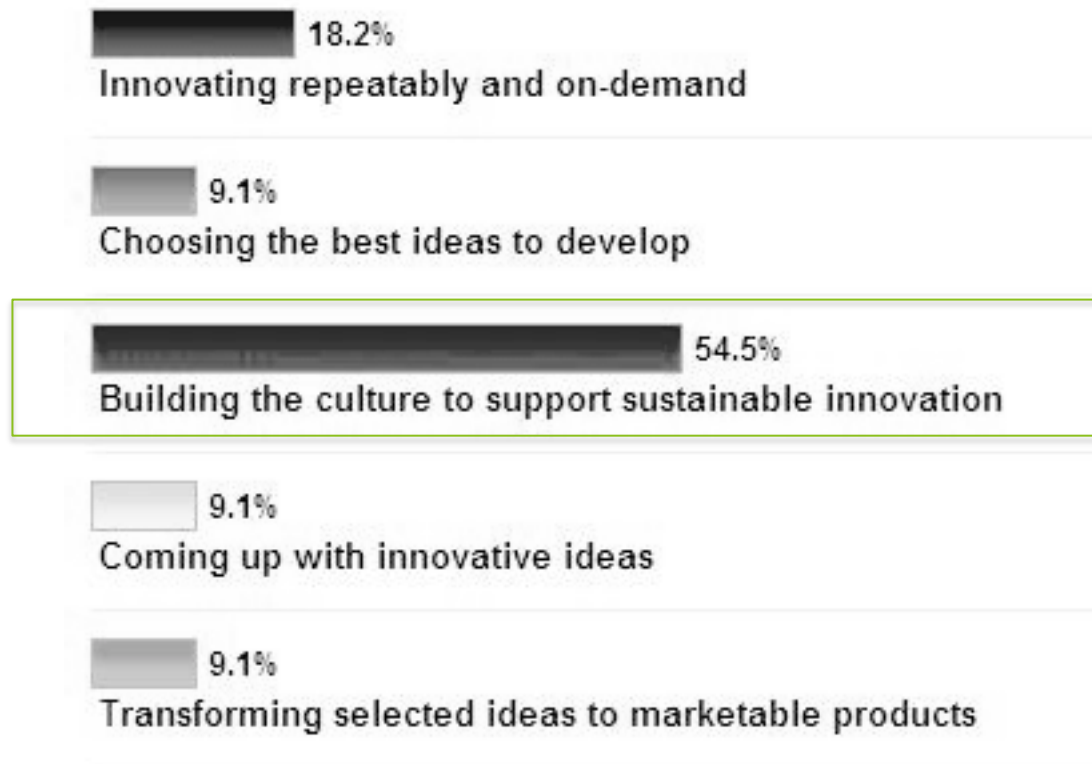 18.2%
Innovating repeatably and on-demand
9.1%
Choosing the best ideas to develop
54.5%
Building the culture to support sustainable innovation
9.1%
Coming up with innovative ideas
9.1%
Transforming selected ideas to marketable products